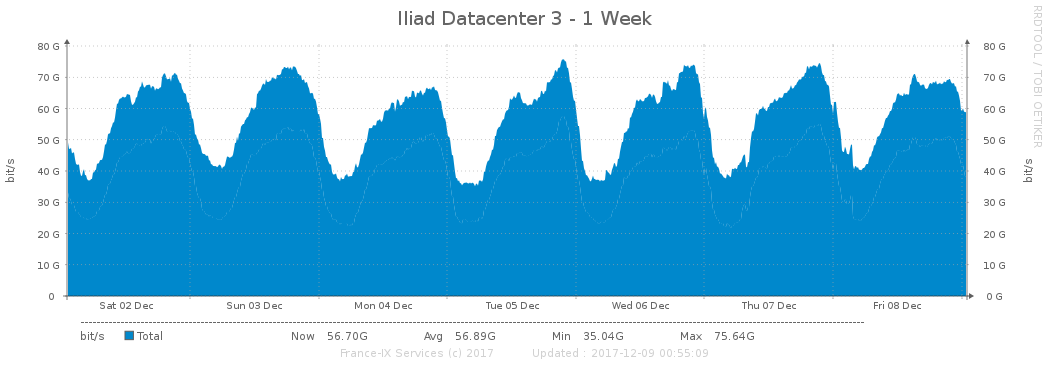 Iliad Datacenter 3 - 1 Week
RRDTOOL / TOBI OETIKER
bit/s
bit/s
80 G 80 G
70 G 70 G
60 G 60 G
50 G 50 G
40 G 40 G
30 G 30 G
20 G 20 G
10 G 10 G
0 0 G
Sat 02 Dec Sun 03 Dec Mon 04 Dec Tue 05 Dec Wed 06 Dec Thu 07 Dec Fri 08 Dec
bit/s Total Now 56.70G Avg 56.89G Min 35.04G Max 75.64G
France-IX Services (c) 2017 Updated : 2017-12-09 00:55:09